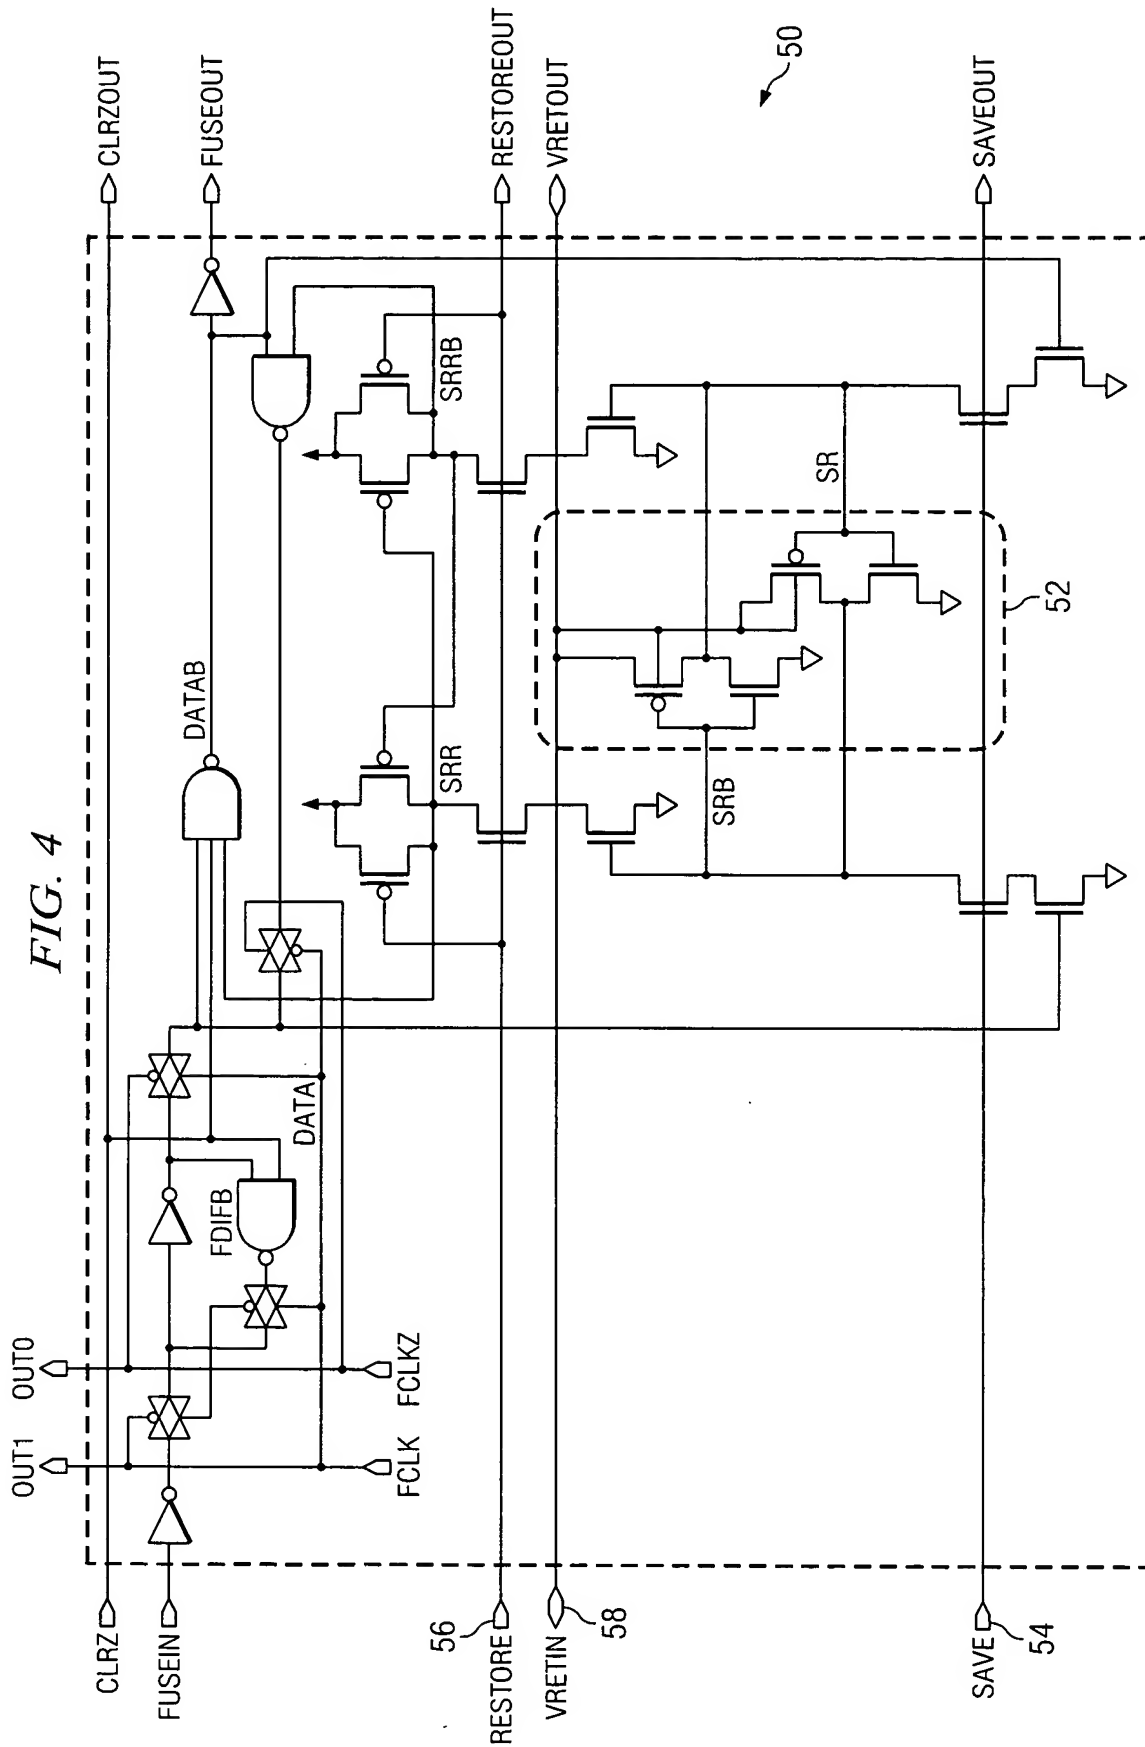 FIG. 4
OUT1
OUT0
CLRZ
CLRZOUT
FUSEIN
FUSEOUT
DATAB
FDIFB
DATA
FCLK
FCLKZ
SRR
SRRB
56
RESTORE
RESTOREOUT
VRETIN
58
VRETOUT
50
SRB
SR
52
SAVE
54
SAVEOUT